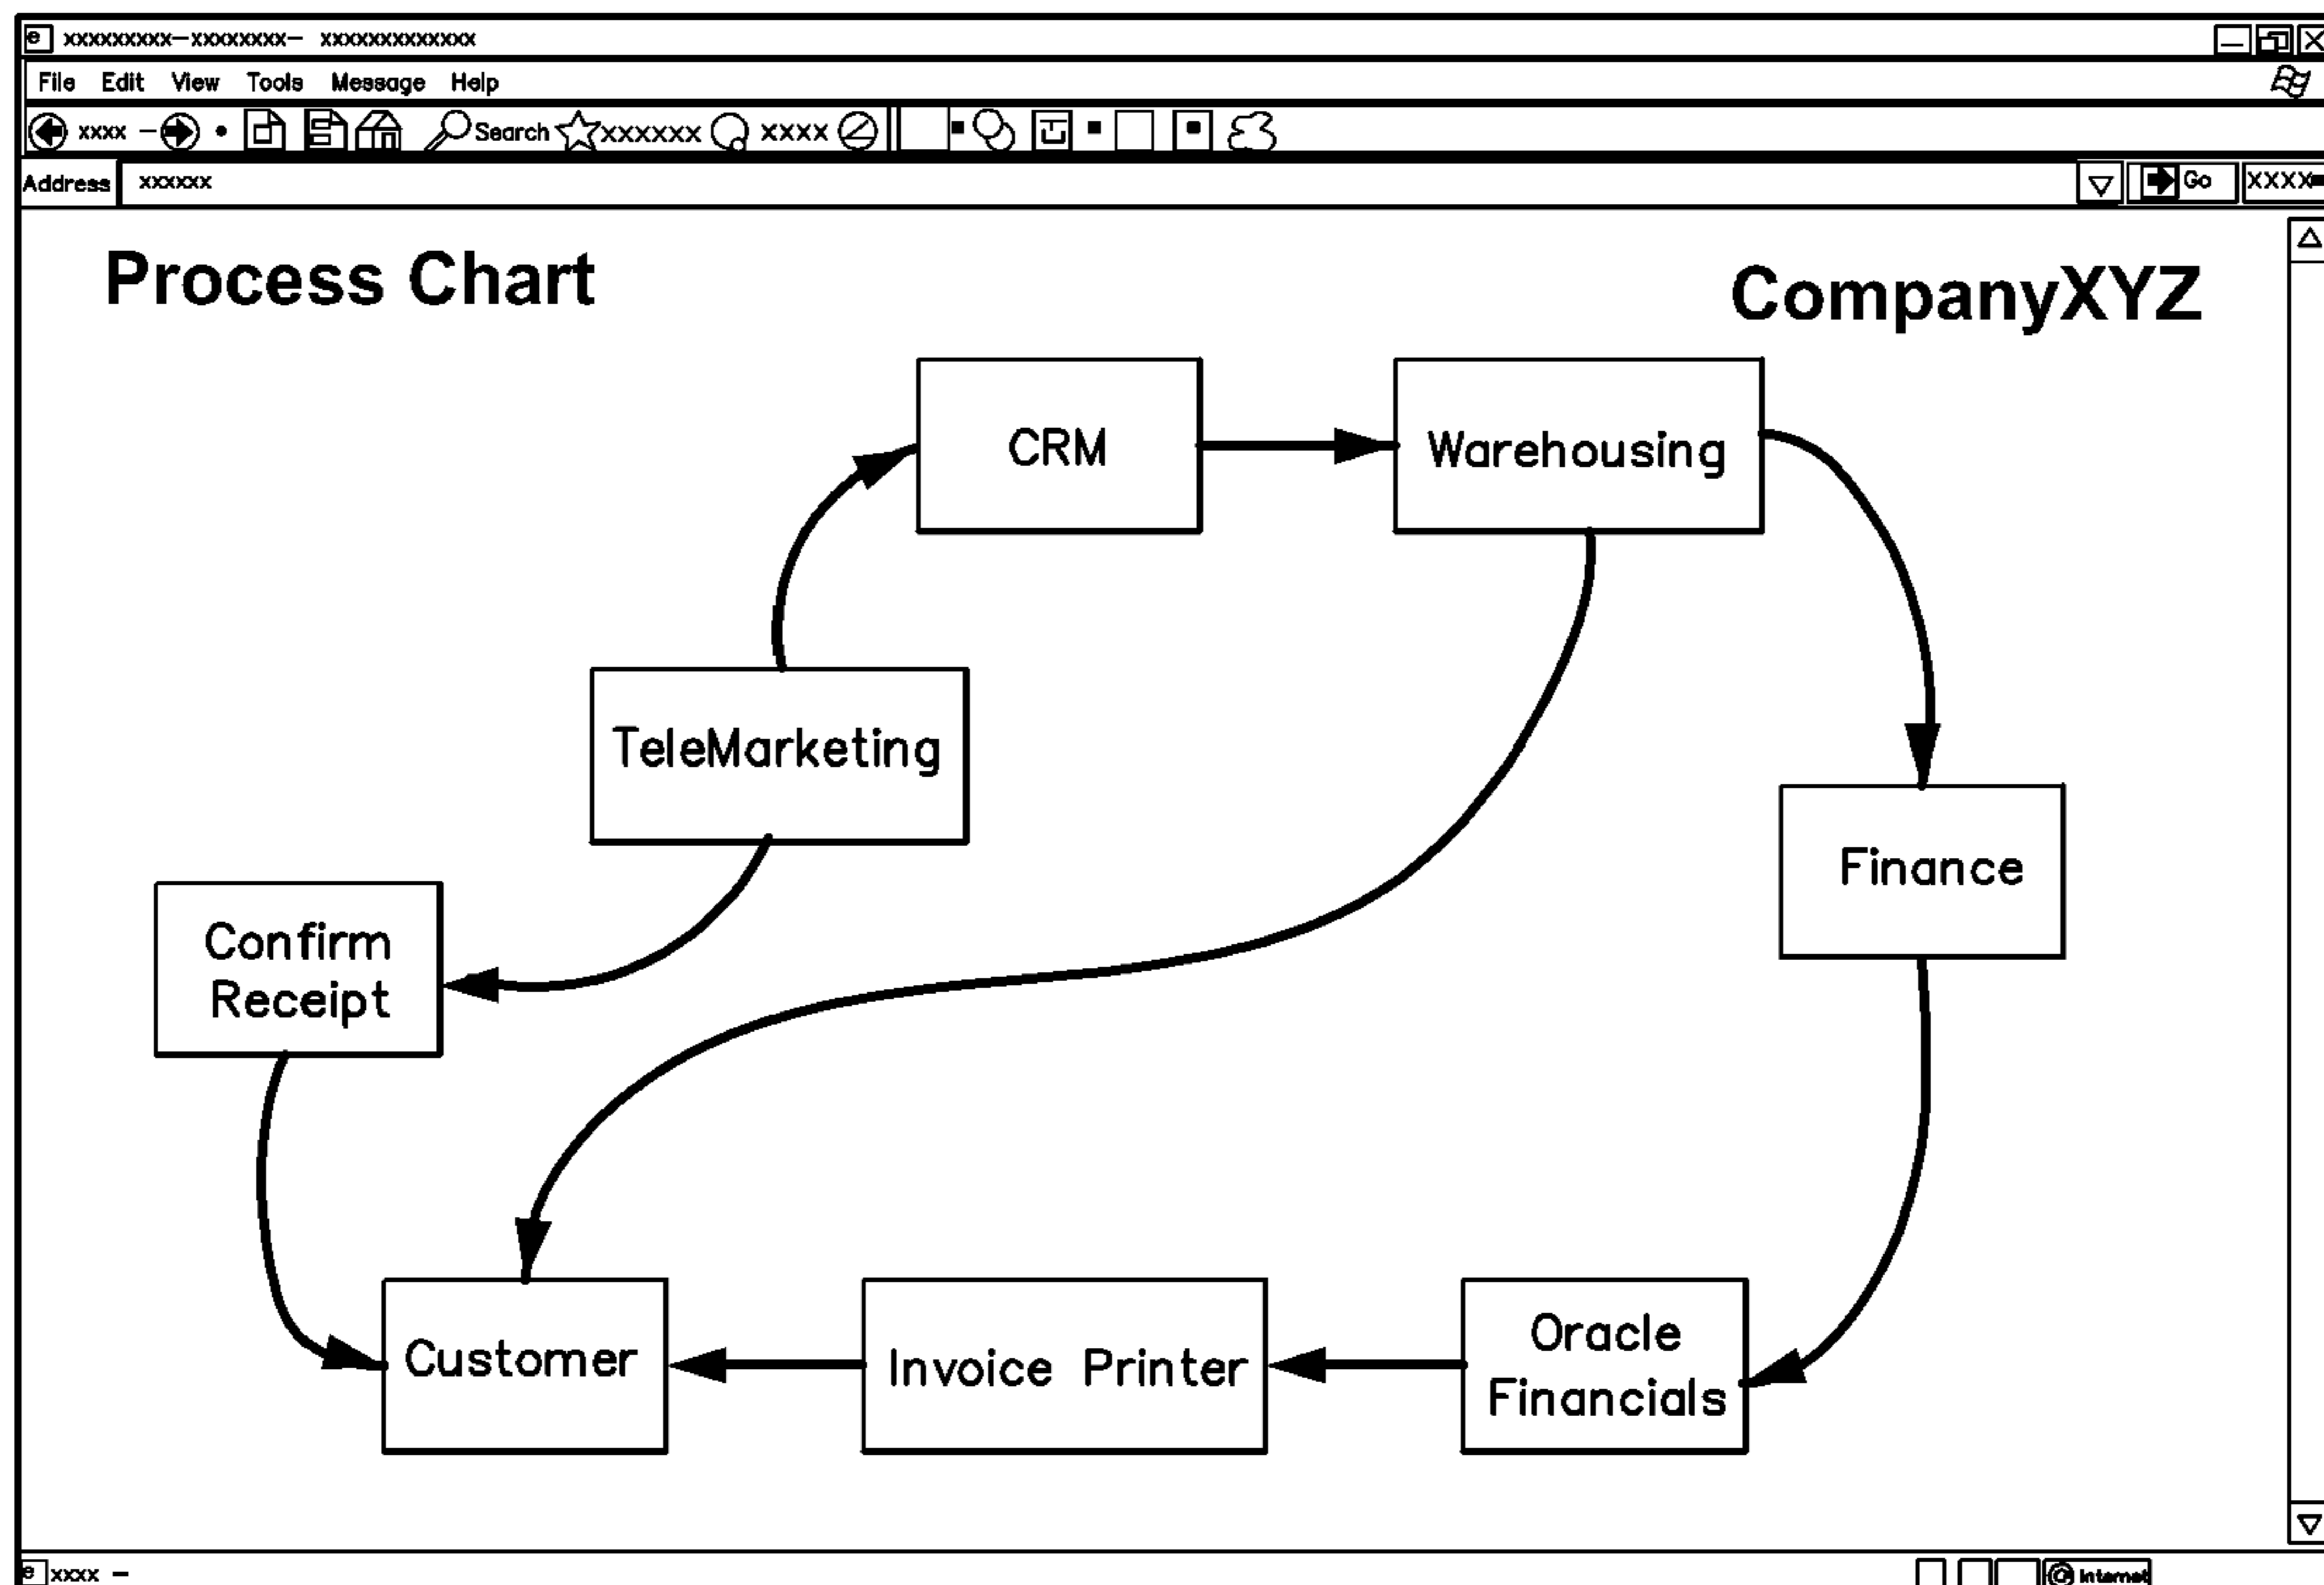 e xxxxxxxxx-xxxxxxxx- xxxxxxxxxxxxx
File Edit View Tools Message Help
xxxx - Search xxxxxx xxxx
Address xxxxxx Go xxxx
Process Chart
CompanyXYZ
CRM
Warehousing
TeleMarketing
Finance
Confirm
Receipt
Customer
Invoice Printer
Oracle
Financials
e xxxx - @ Internet